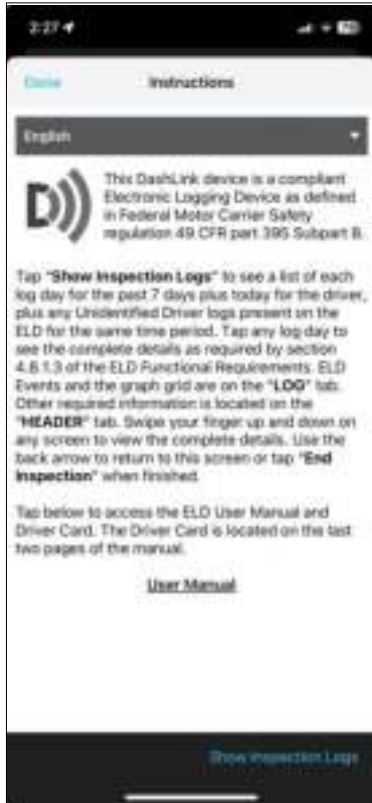 2:27
Done
Instructions
English
This DashLink device is a compliant
Electronic Logging Device as defined
in Federal Motor Carrier Safety
regulation 49 CFR part 395 Subpart B.
Tap "Show Inspection Logs" to see a list of each
log day for the past 7 days plus today for the driver,
plus any Unidentified Driver logs present on the
ELD for the same time period. Tap any log day to
see the complete details as required by section
4.8.1.3 of the ELD Functional Requirements. ELD
Events and the graph grid are on the "LOG" tab.
Other required information is located on the
"HEADER" tab. Swipe your finger up and down on
any screen to view the complete details. Use the
back arrow to return to this screen or tap "End
Inspection" when finished.
Tap below to access the ELD User Manual and
Driver Card. The Driver Card is located on the last
two pages of the manual.
User Manual
Show Inspection Logs